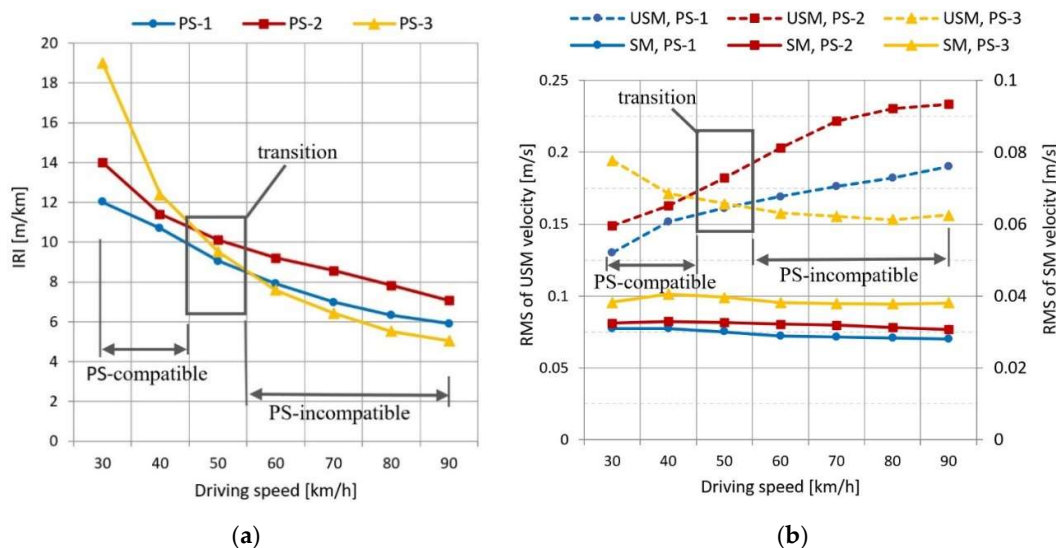 PS-1 PS-2 PS-3
20
18
16
14
12
10
8
6
4
2
0
IRI [m/km]
transition
PS-compatible
PS-incompatible
30 40 50 60 70 80 90
Driving speed [km/h]
(a)
USM, PS-1 USM, PS-2 USM, PS-3
SM, PS-1 SM, PS-2 SM, PS-3
0.25
0.2
0.15
0.1
0.05
0
RMS of USM velocity [m/s]
transition
PS-compatible
PS-incompatible
0.1
0.08
0.06
0.04
0.02
0
RMS of SM velocity [m/s]
30 40 50 60 70 80 90
Driving speed [km/h]
(b)